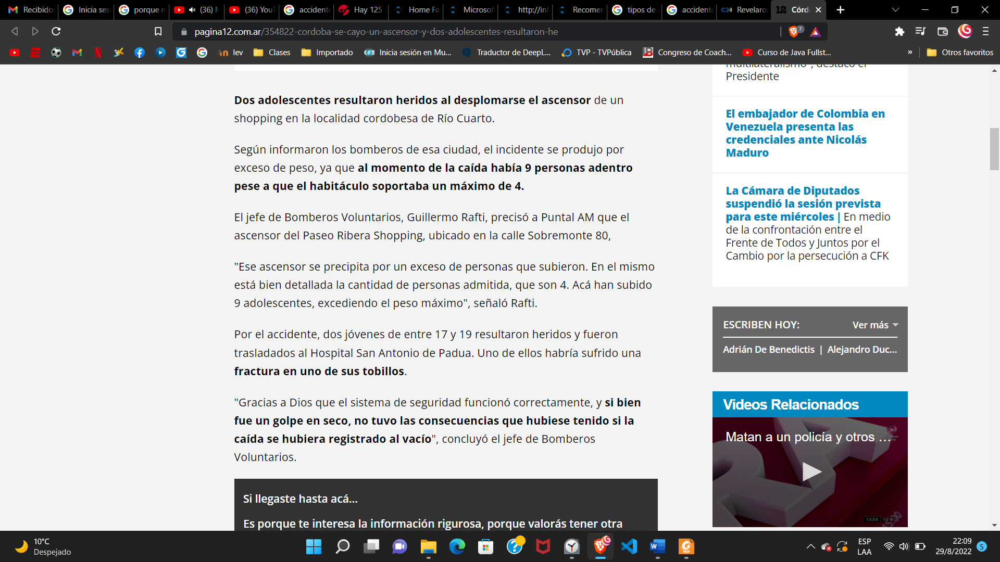 Recibidos
Inicia ses
porque n
(36) M
(36) YouT
accidente
Hay 125
Home Fa
Microsof
http://inf
Recomen
tipos de
accidente
C3 Revelaro
12 Córd
pagina12.com.ar/354822-cordoba-se-cayo-un-ascensor-y-dos-adolescentes-resultaron-he
7
lev
Clases
Importado
Inicia sesión en Mu...
Traductor de DeepL...
TVP - TVPública
Congreso de Coach...
Curso de Java Fullst...
»
Otros favoritos
Dos adolescentes resultaron heridos al desplomarse el ascensor de un
shopping en la localidad cordobesa de Río Cuarto.
Según informaron los bomberos de esa ciudad, el incidente se produjo por
exceso de peso, ya que al momento de la caída había 9 personas adentro
pese a que el habitáculo soportaba un máximo de 4.
El jefe de Bomberos Voluntarios, Guillermo Rafti, precisó a Puntal AM que el
ascensor del Paseo Ribera Shopping, ubicado en la calle Sobremonte 80,
"Ese ascensor se precipita por un exceso de personas que subieron. En el mismo
está bien detallada la cantidad de personas admitida, que son 4. Acá han subido
9 adolescentes, excediendo el peso máximo", señaló Rafti.
Por el accidente, dos jóvenes de entre 17 y 19 resultaron heridos y fueron
trasladados al Hospital San Antonio de Padua. Uno de ellos habría sufrido una
fractura en uno de sus tobillos.
"Gracias a Dios que el sistema de seguridad funcionó correctamente, y si bien
fue un golpe en seco, no tuvo las consecuencias que hubiese tenido si la
caída se hubiera registrado al vacío", concluyó el jefe de Bomberos
Voluntarios.
Si llegaste hasta acá...
Es porque te interesa la información rigurosa, porque valorás tener otra
multilateralismo", destacó el
Presidente
El embajador de Colombia en
Venezuela presenta las
credenciales ante Nicolás
Maduro
La Cámara de Diputados
suspendió la sesión prevista
para este miércoles | En medio
de la confrontación entre el
Frente de Todos y Juntos por el
Cambio por la persecución a CFK
ESCRIBEN HOY:
Ver más
Adrián De Benedictis | Alejandro Duc...
Videos Relacionados
Matan a un policía y otros ...
13:09
10°C
Despejado
ESP
LAA
22:09
29/8/2022
5